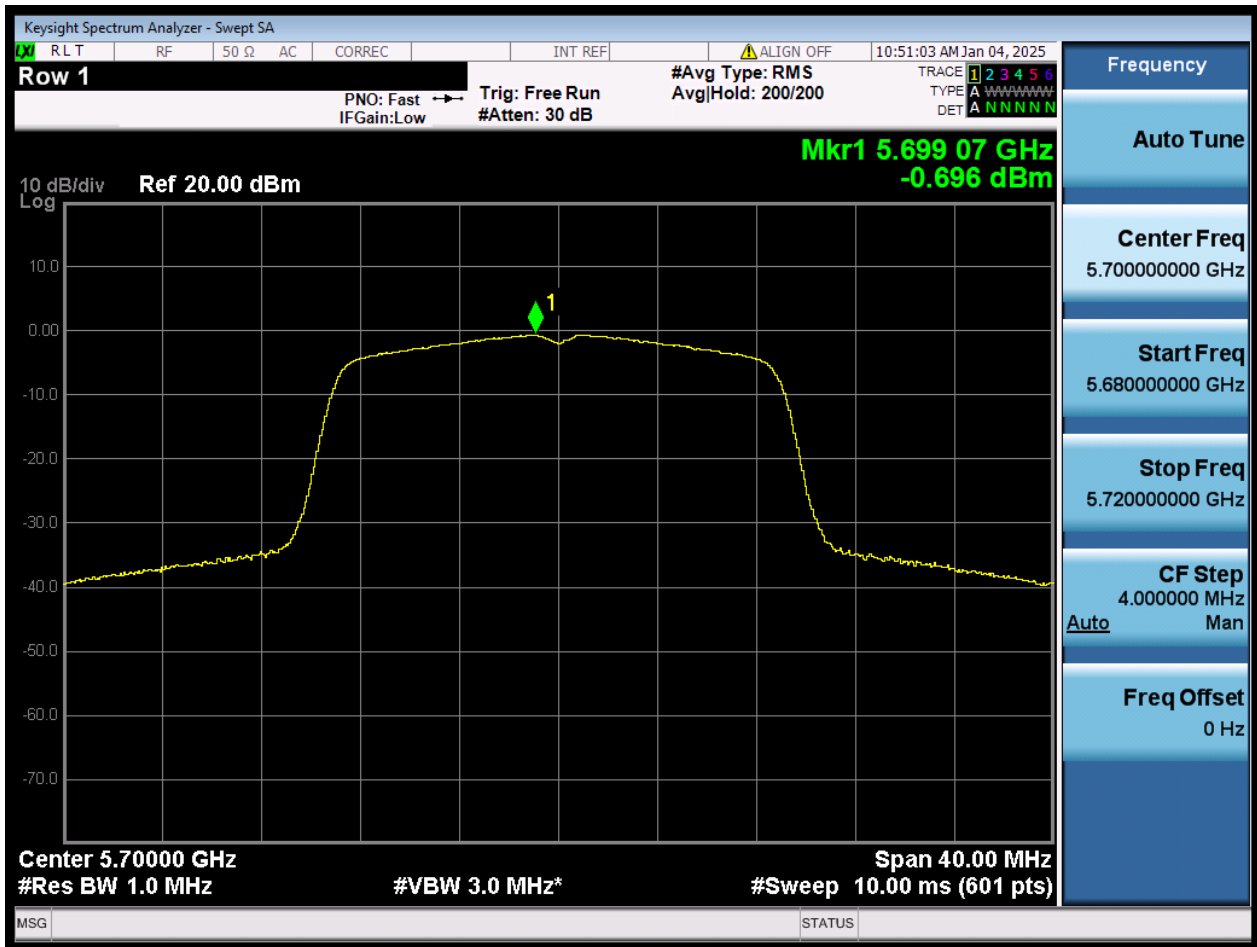 Keysight Spectrum Analyzer - Swept SA
LXI RLT RF 50 Ω AC CORREC INT REF ALIGN OFF 10:51:03 AM Jan 04, 2025
Row 1
PNO: Fast
IFGain:Low
Trig: Free Run
#Atten: 30 dB
#Avg Type: RMS
Avg|Hold: 200/200
TRACE 1 2 3 4 5 6
TYPE A WWWWW
DET A N N N N N
Mkr1 5.699 07 GHz
-0.696 dBm
10 dB/div Ref 20.00 dBm
Log
10.0
0.00
-10.0
-20.0
-30.0
-40.0
-50.0
-60.0
-70.0
1
Center 5.70000 GHz Span 40.00 MHz
#Res BW 1.0 MHz #VBW 3.0 MHz* #Sweep 10.00 ms (601 pts)
MSG STATUS
Frequency
Auto Tune
Center Freq
5.700000000 GHz
Start Freq
5.680000000 GHz
Stop Freq
5.720000000 GHz
CF Step
4.000000 MHz
Auto Man
Freq Offset
0 Hz